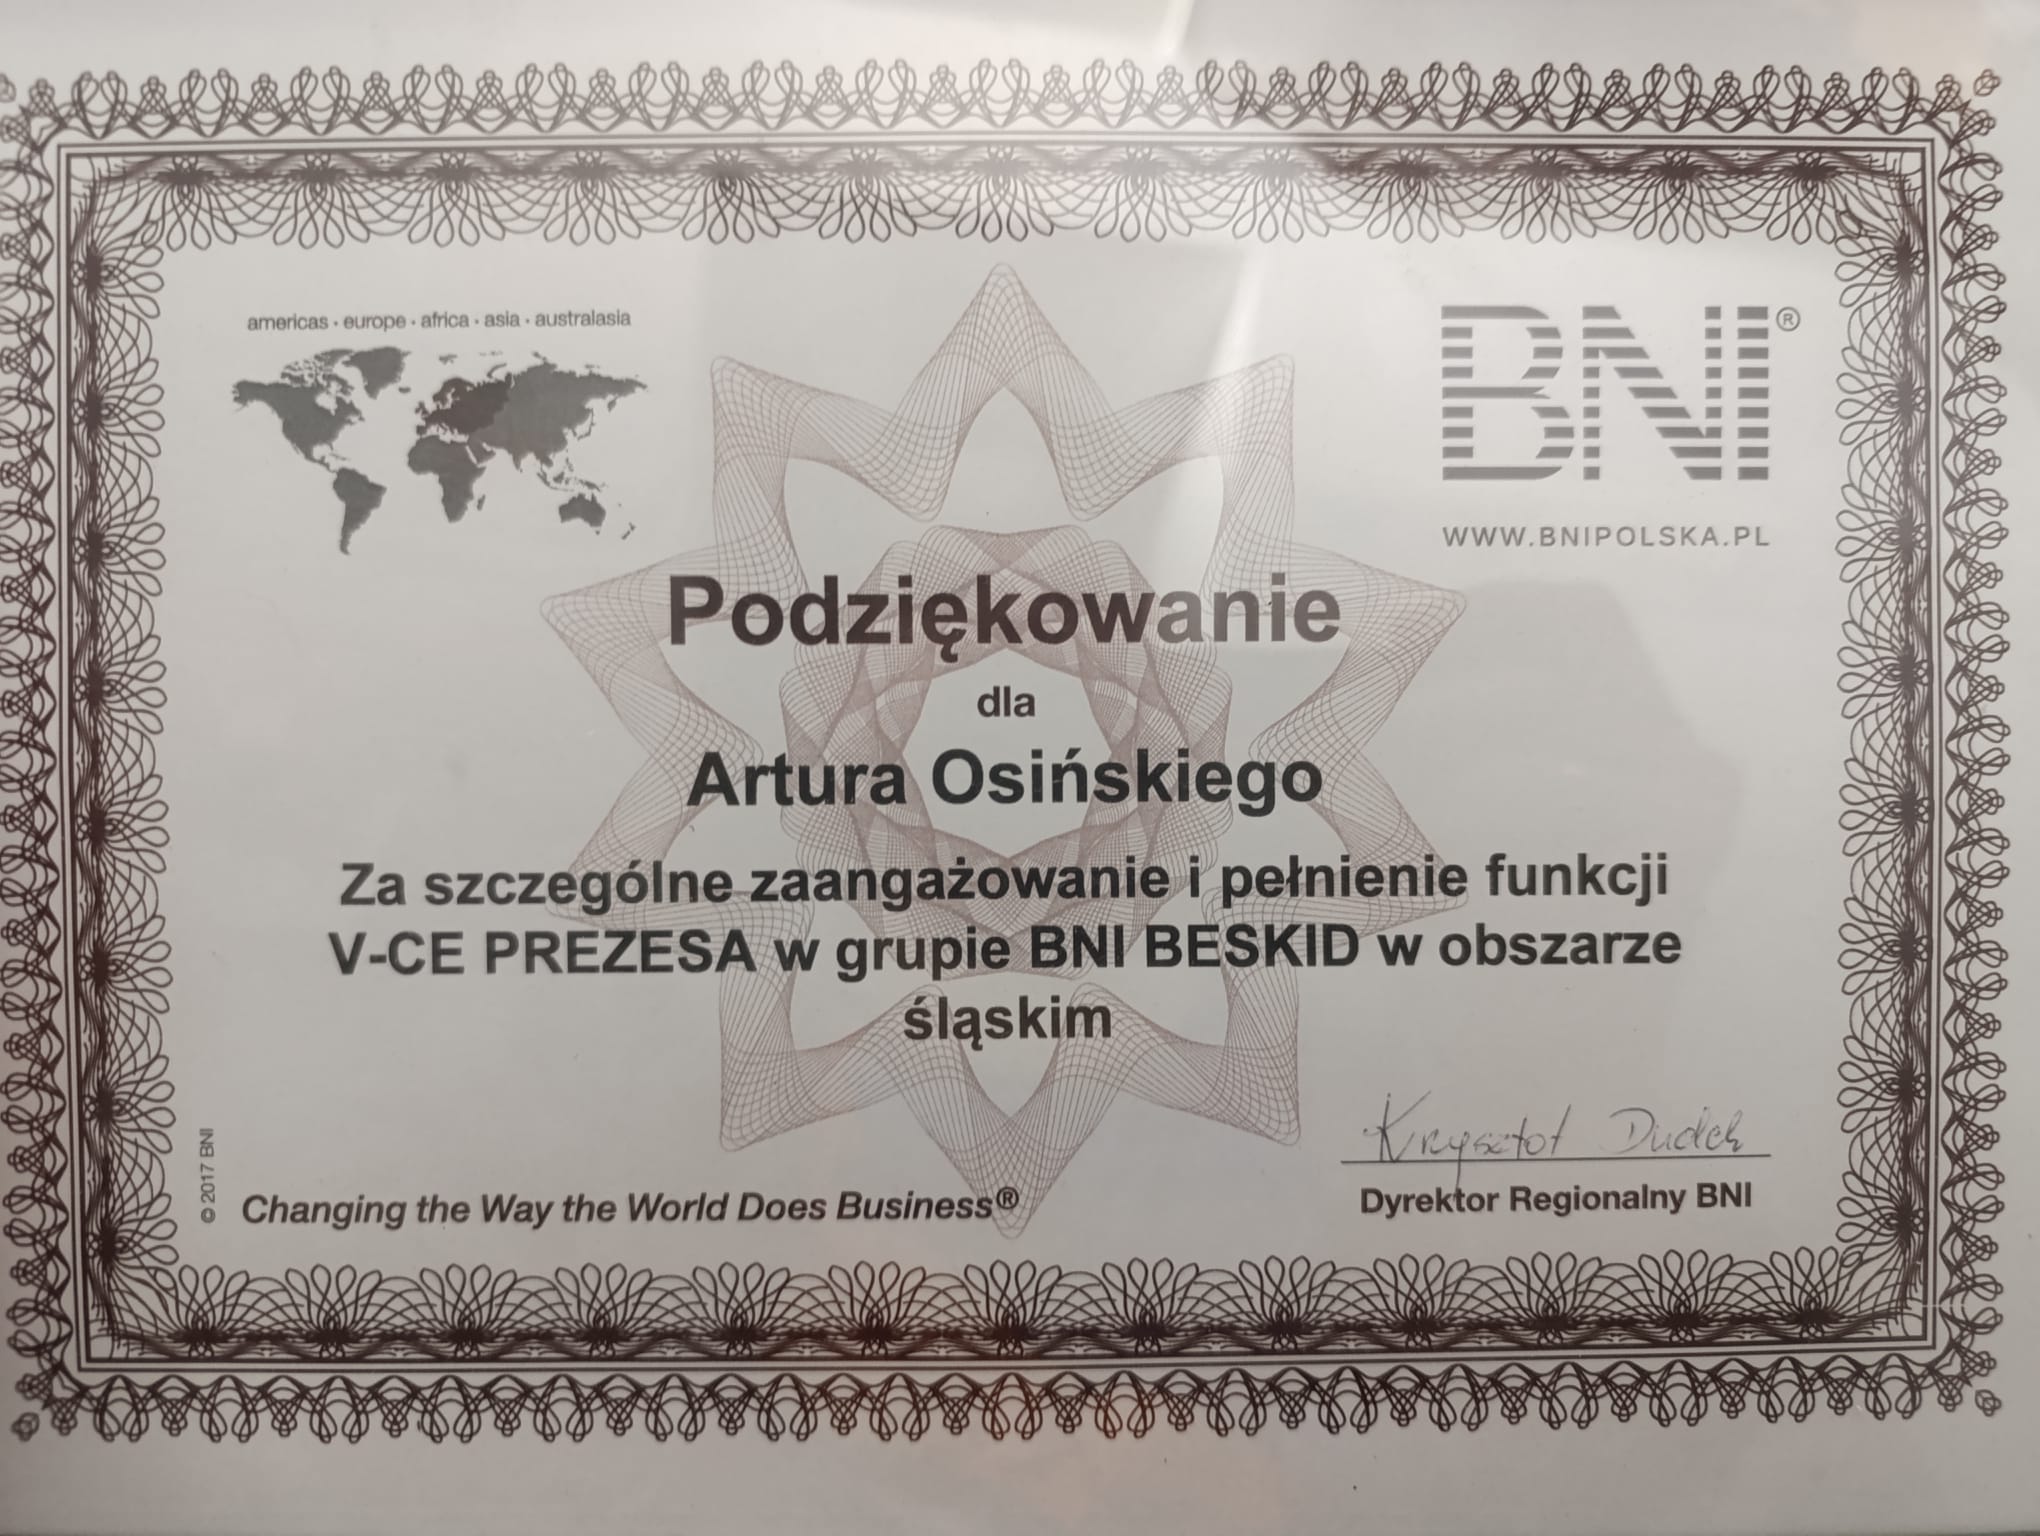 americas · europe · africa · asia · australasia
BNI®
WWW.BNIPOLSKA.PL
Podziękowanie
dla
Artura Osińskiego
Za szczególne zaangażowanie i pełnienie funkcji
V-CE PREZESA w grupie BNI BESKID w obszarze
śląskim
Krzysztof Dudek
Dyrektor Regionalny BNI
© 2017 BNI
Changing the Way the World Does Business®